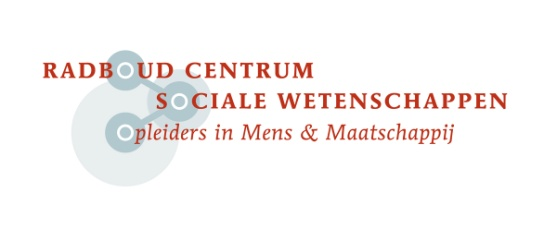 RADBOUD CENTRUM
SOCIALE WETENSCHAPPEN
Opleiders in Mens & Maatschappij